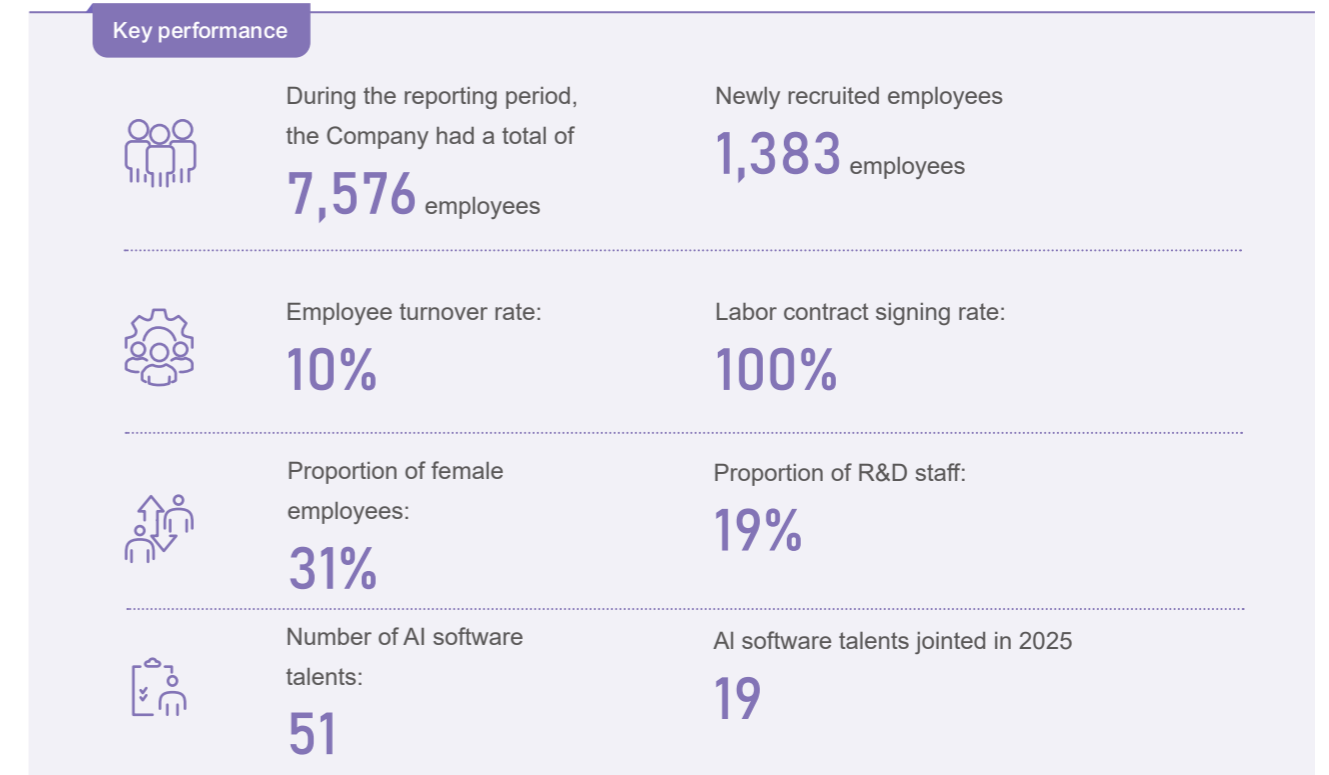 Key performance
During the reporting period,
the Company had a total of
7,576 employees
Newly recruited employees
1,383 employees
Employee turnover rate:
10%
Labor contract signing rate:
100%
Proportion of female
employees:
31%
Proportion of R&D staff:
19%
Number of AI software
talents:
51
AI software talents jointed in 2025
19